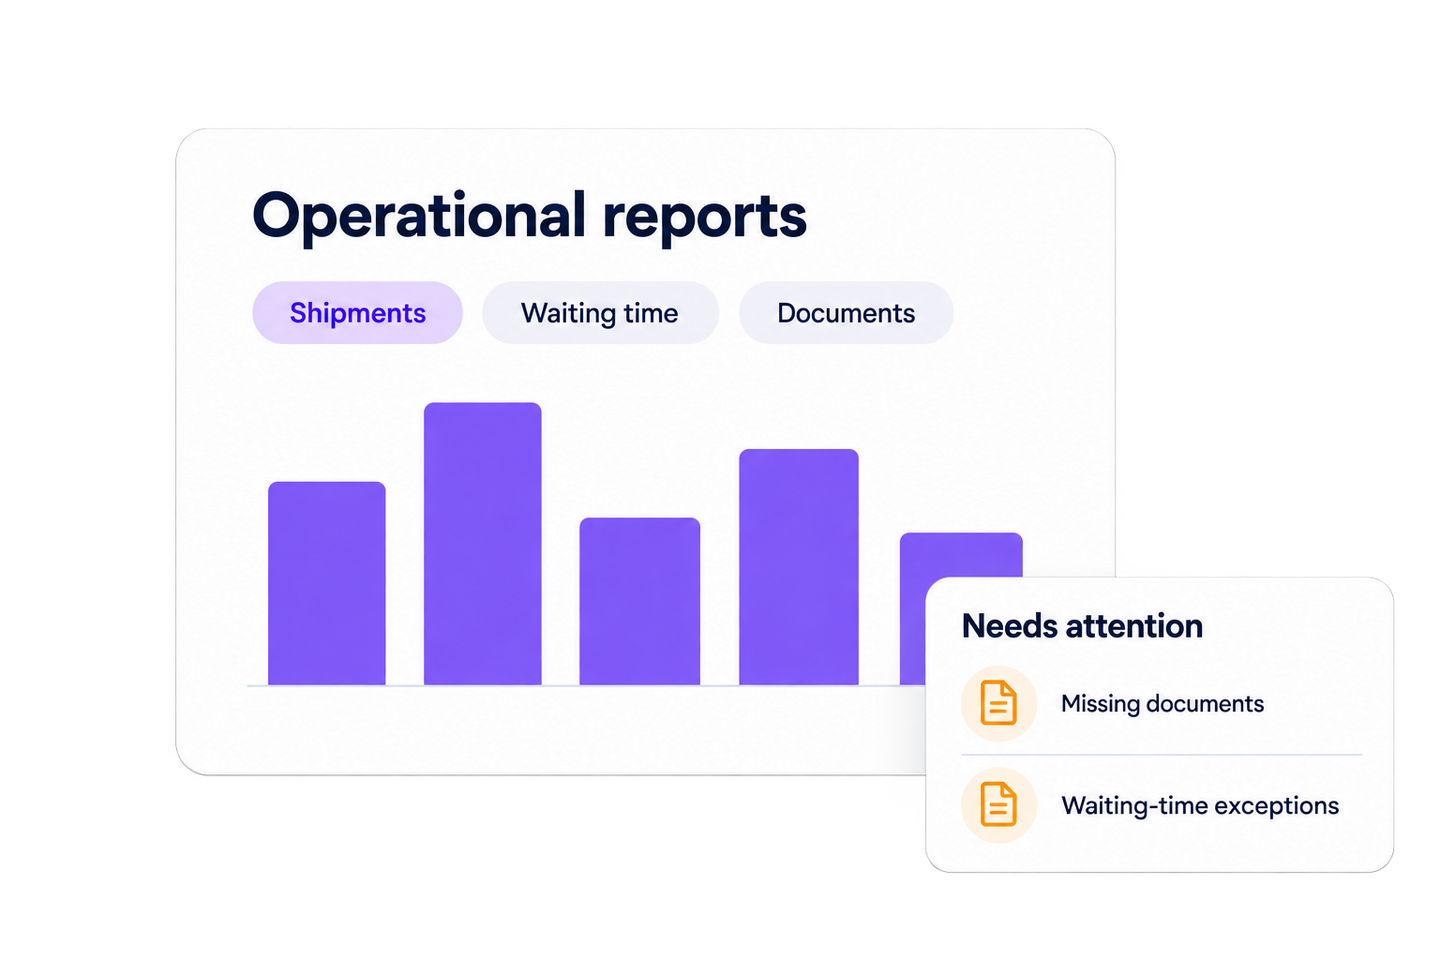 Operational reports
Shipments
Waiting time
Documents
Needs attention
Missing documents
Waiting-time exceptions